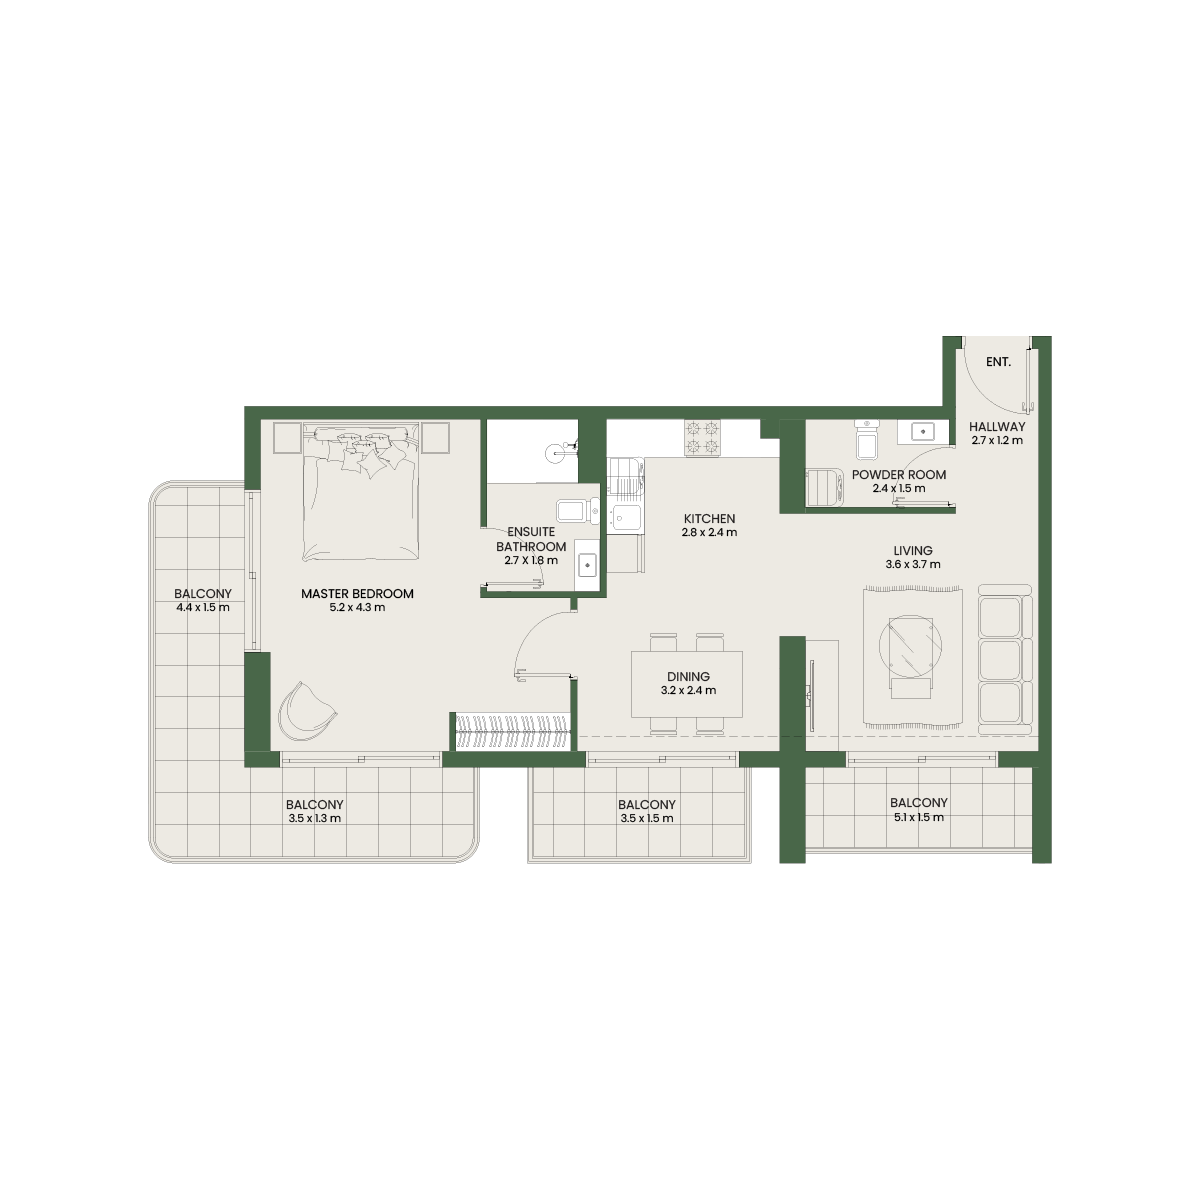 ENT.
HALLWAY
2.7 x 1.2 m
POWDER ROOM
2.4 x 1.5 m
KITCHEN
2.8 x 2.4 m
ENSUITE
BATHROOM
2.7 X 1.8 m
LIVING
3.6 x 3.7 m
BALCONY
4.4 x 1.5 m
MASTER BEDROOM
5.2 x 4.3 m
DINING
3.2 x 2.4 m
BALCONY
3.5 x 1.3 m
BALCONY
3.5 x 1.5 m
BALCONY
5.1 x 1.5 m